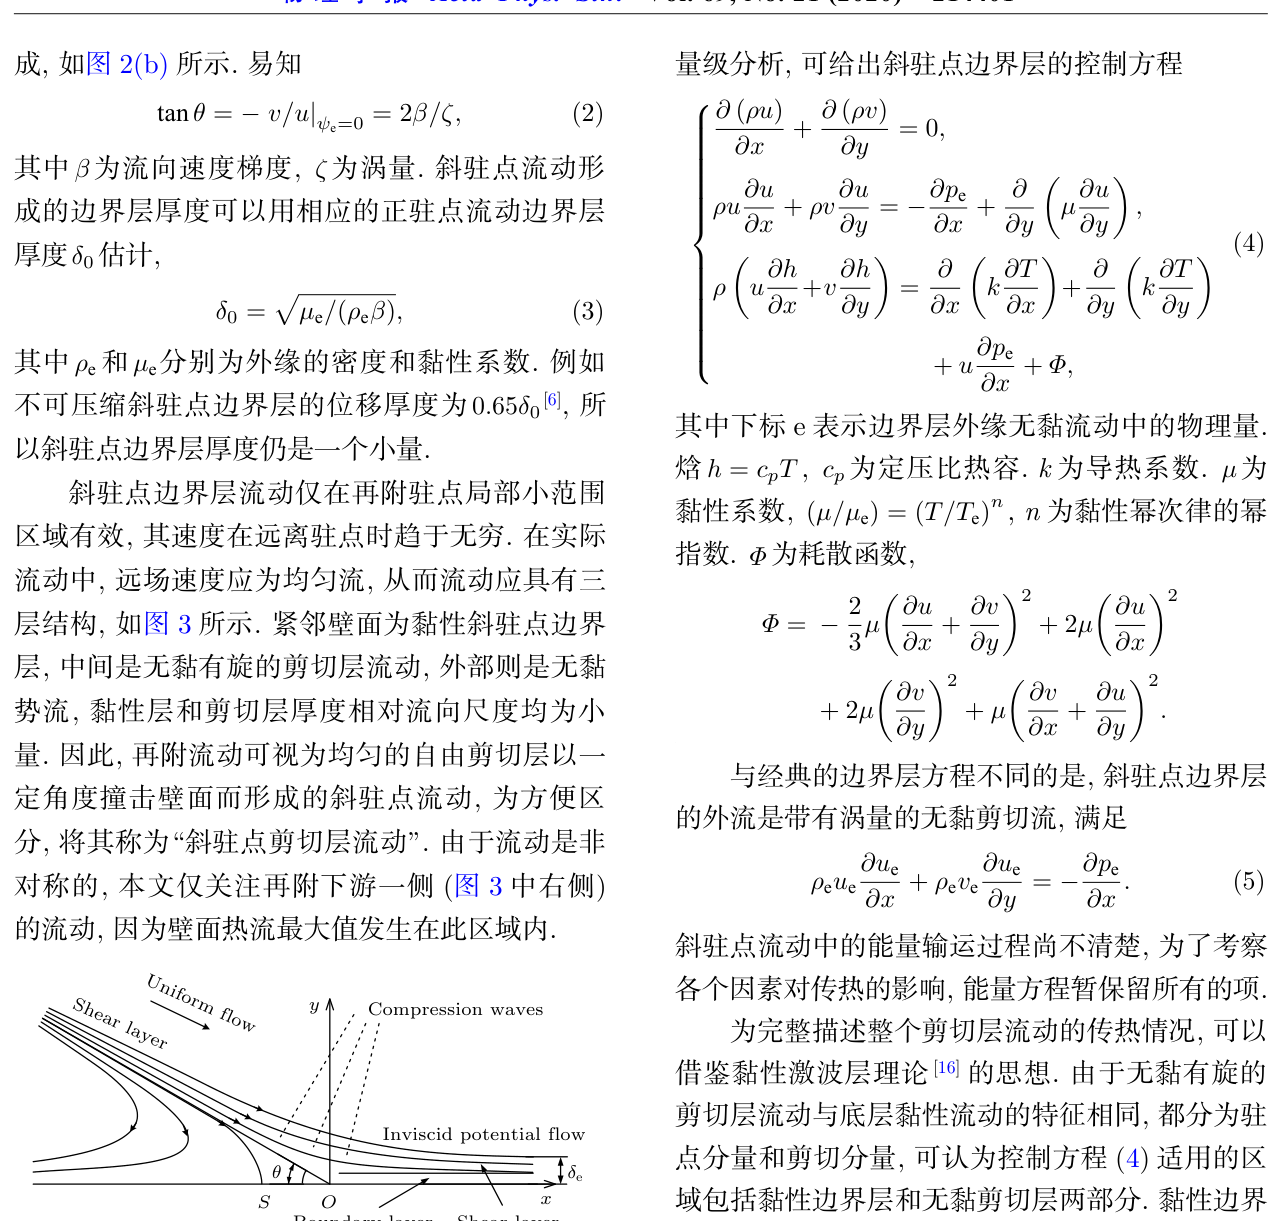 成, 如图 2(b) 所示. 易知
tan θ = − v/u|ψₑ=0 = 2β/ζ, (2)
其中 β 为流向速度梯度, ζ 为涡量. 斜驻点流动形
成的边界层厚度可以用相应的正驻点流动边界层
厚度 δ₀ 估计,
δ₀ = √(μₑ/(ρₑβ)), (3)
其中 ρₑ 和 μₑ 分别为外缘的密度和黏性系数. 例如
不可压缩斜驻点边界层的位移厚度为 0.65δ₀ [6], 所
以斜驻点边界层厚度仍是一个小量.
斜驻点边界层流动仅在再附驻点局部小范围
区域有效, 其速度在远离驻点时趋于无穷. 在实际
流动中, 远场速度应为均匀流, 从而流动应具有三
层结构, 如图 3 所示. 紧邻壁面为黏性斜驻点边界
层, 中间是无黏有旋的剪切层流动, 外部则是无黏
势流, 黏性层和剪切层厚度相对流向尺度均为小
量. 因此, 再附流动可视为均匀的自由剪切层以一
定角度撞击壁面而形成的斜驻点流动, 为方便区
分, 将其称为“斜驻点剪切层流动”. 由于流动是非
对称的, 本文仅关注再附下游一侧 (图 3 中右侧)
的流动, 因为壁面热流最大值发生在此区域内.
Uniform flow
Shear layer
y
Compression waves
Inviscid potential flow
θ
δₑ
S
O
x
量级分析, 可给出斜驻点边界层的控制方程
∂(ρu)/∂x + ∂(ρv)/∂y = 0,
ρu ∂u/∂x + ρv ∂u/∂y = −∂pₑ/∂x + ∂/∂y (μ ∂u/∂y),
ρ (u ∂h/∂x + v ∂h/∂y) = ∂/∂x (k ∂T/∂x) + ∂/∂y (k ∂T/∂y)
+ u ∂pₑ/∂x + Φ,
(4)
其中下标 e 表示边界层外缘无黏流动中的物理量.
焓 h = cₚT , cₚ 为定压比热容. k 为导热系数. μ 为
黏性系数, (μ/μₑ) = (T/Tₑ)ⁿ , n 为黏性幂次律的幂
指数. Φ 为耗散函数,
Φ = − 2/3 μ (∂u/∂x + ∂v/∂y)² + 2μ (∂u/∂x)²
+ 2μ (∂v/∂y)² + μ (∂v/∂x + ∂u/∂y)².
与经典的边界层方程不同的是, 斜驻点边界层
的外流是带有涡量的无黏剪切流, 满足
ρₑuₑ ∂uₑ/∂x + ρₑvₑ ∂uₑ/∂y = −∂pₑ/∂x. (5)
斜驻点流动中的能量输运过程尚不清楚, 为了考察
各个因素对传热的影响, 能量方程暂保留所有的项.
为完整描述整个剪切层流动的传热情况, 可以
借鉴黏性激波层理论 [16] 的思想. 由于无黏有旋的
剪切层流动与底层黏性流动的特征相同, 都分为驻
点分量和剪切分量, 可认为控制方程 (4) 适用的区
域包括黏性边界层和无黏剪切层两部分. 黏性边界